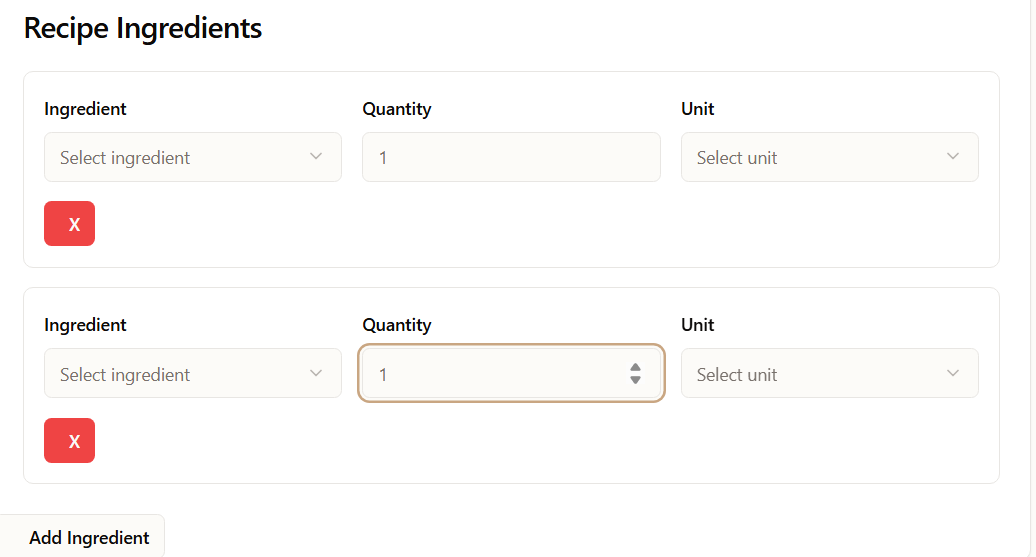 Recipe Ingredients
Ingredient Quantity Unit
Select ingredient 1 Select unit
X
Ingredient Quantity Unit
Select ingredient 1 Select unit
X
Add Ingredient